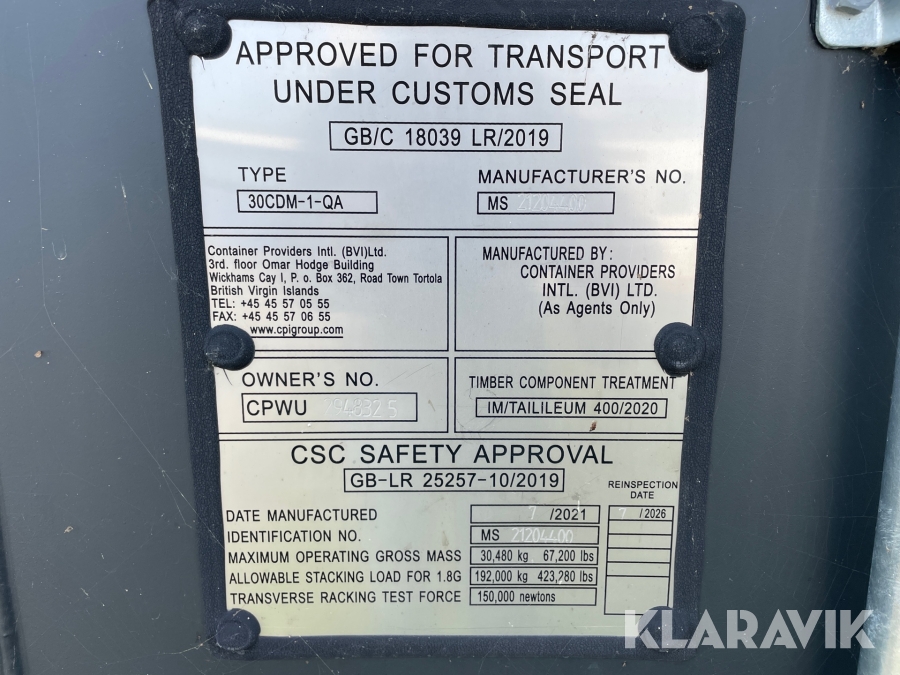 APPROVED FOR TRANSPORT
UNDER CUSTOMS SEAL
GB/C 18039 LR/2019
TYPE
30CDM-1-QA
MANUFACTURER'S NO.
MS 21204400
Container Providers Intl. (BVI)Ltd.
3rd. floor Omar Hodge Building
Wickhams Cay I, P. o. Box 362, Road Town Tortola
British Virgin Islands
TEL: +45 45 57 05 55
FAX: +45 45 57 06 55
www.cpigroup.com
MANUFACTURED BY:
CONTAINER PROVIDERS
INTL. (BVI) LTD.
(As Agents Only)
OWNER'S NO.
CPWU
TIMBER COMPONENT TREATMENT
IM/TAILILEUM 400/2020
CSC SAFETY APPROVAL
GB-LR 25257-10/2019
REINSPECTION
DATE
DATE MANUFACTURED 7 /2021 7 /2026
IDENTIFICATION NO. MS 21204400
MAXIMUM OPERATING GROSS MASS 30,480 kg 67,200 lbs
ALLOWABLE STACKING LOAD FOR 1.8G 192,000 kg 423,280 lbs
TRANSVERSE RACKING TEST FORCE 150,000 newtons
KLARAVIK